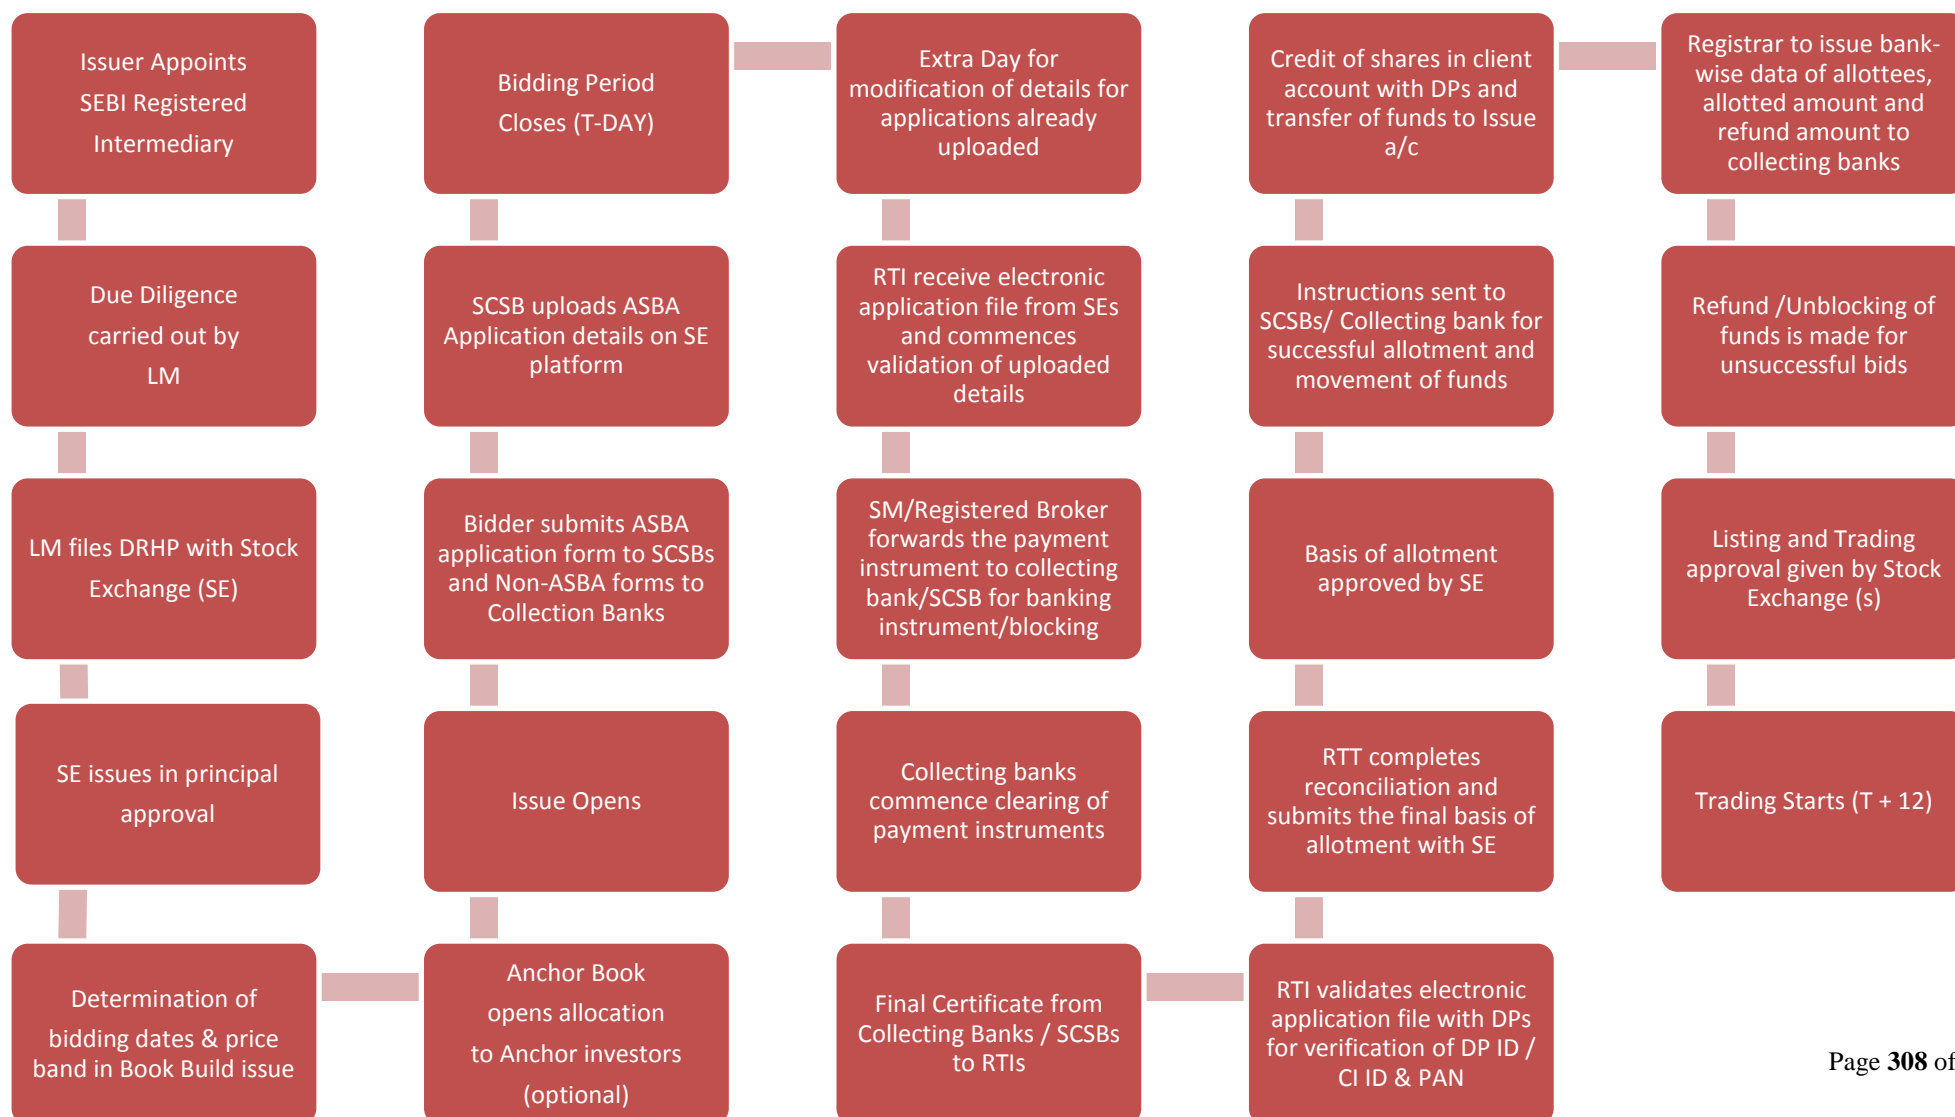 Issuer Appoints
SEBI Registered
Intermediary
Due Diligence
carried out by
LM
LM files DRHP with Stock
Exchange (SE)
SE issues in principal
approval
Determination of
bidding dates & price
band in Book Build issue
Anchor Book
opens allocation
to Anchor investors
(optional)
Issue Opens
Bidder submits ASBA
application form to SCSBs
and Non-ASBA forms to
Collection Banks
SCSB uploads ASBA
Application details on SE
platform
Bidding Period
Closes (T-DAY)
Extra Day for
modification of details for
applications already
uploaded
RTI receive electronic
application file from SEs
and commences
validation of uploaded
details
SM/Registered Broker
forwards the payment
instrument to collecting
bank/SCSB for banking
instrument/blocking
Collecting banks
commence clearing of
payment instruments
Final Certificate from
Collecting Banks / SCSBs
to RTIs
RTI validates electronic
application file with DPs
for verification of DP ID /
CI ID & PAN
RTT completes
reconciliation and
submits the final basis of
allotment with SE
Basis of allotment
approved by SE
Instructions sent to
SCSBs/ Collecting bank for
successful allotment and
movement of funds
Credit of shares in client
account with DPs and
transfer of funds to Issue
a/c
Registrar to issue bank-
wise data of allottees,
allotted amount and
refund amount to
collecting banks
Refund /Unblocking of
funds is made for
unsuccessful bids
Listing and Trading
approval given by Stock
Exchange (s)
Trading Starts (T + 12)
Page 308 of